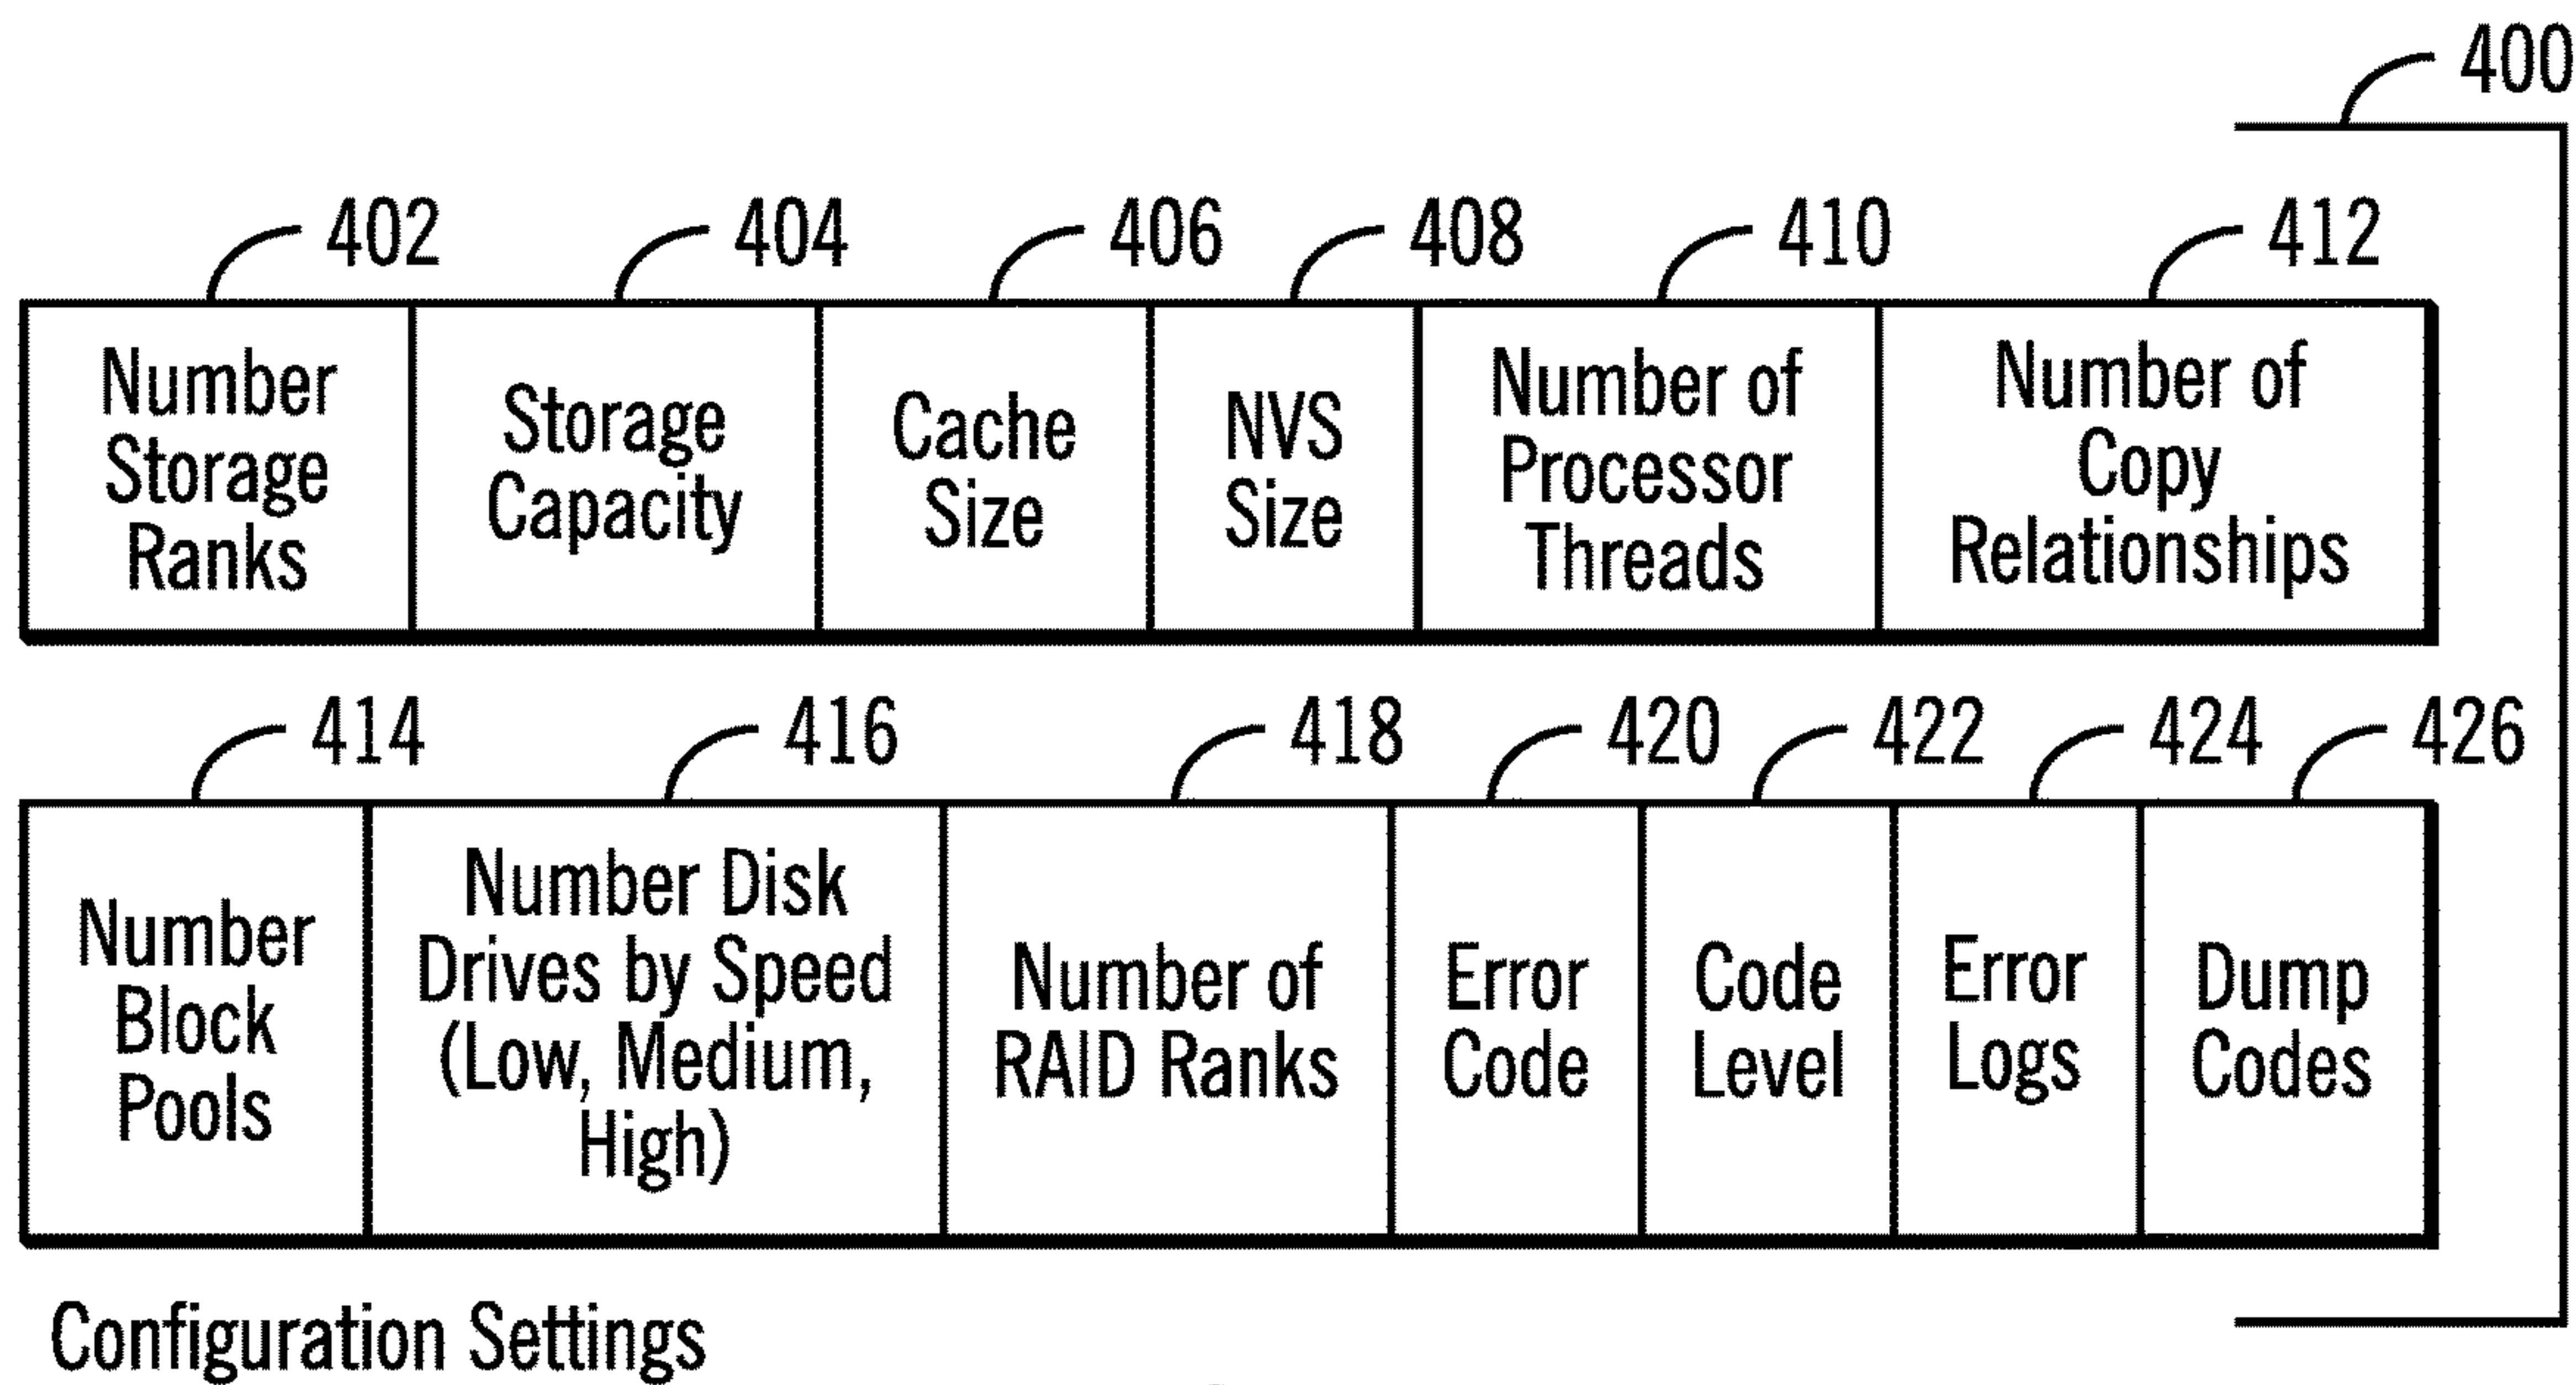 400
402
404
406
408
410
412
Number
Storage
Ranks
Storage
Capacity
Cache
Size
NVS
Size
Number of
Processor
Threads
Number of
Copy
Relationships
414
416
418
420
422
424
426
Number
Block
Pools
Number Disk
Drives by Speed
(Low, Medium,
High)
Number of
RAID Ranks
Error
Code
Code
Level
Error
Logs
Dump
Codes
Configuration Settings